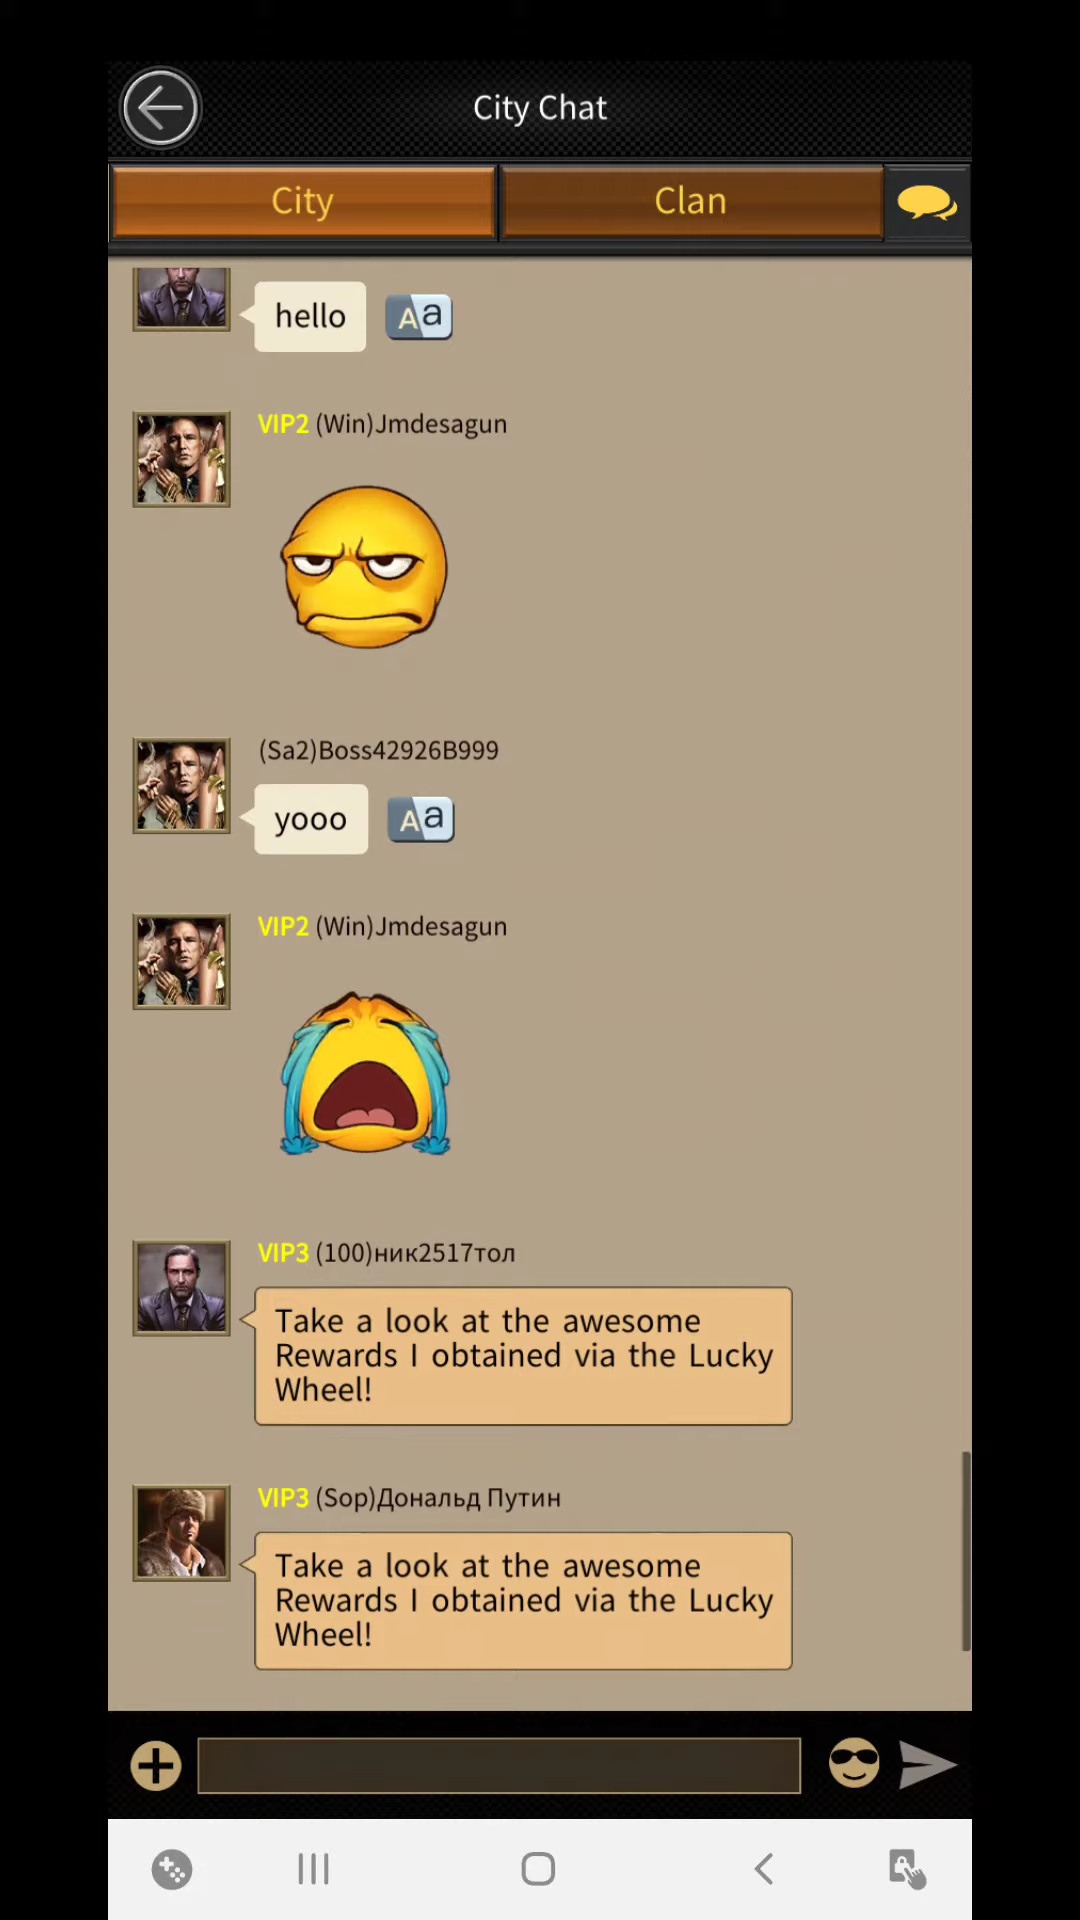 City Chat
City
Clan
hello
Aa
VIP2 (Win)Jmdesagun
(Sa2)Boss42926B999
yooo
Aa
VIP2 (Win)Jmdesagun
VIP3 (100)ник2517тол
Take a look at the awesome
Rewards I obtained via the Lucky
Wheel!
VIP3 (Sop)Дональд Путин
Take a look at the awesome
Rewards I obtained via the Lucky
Wheel!